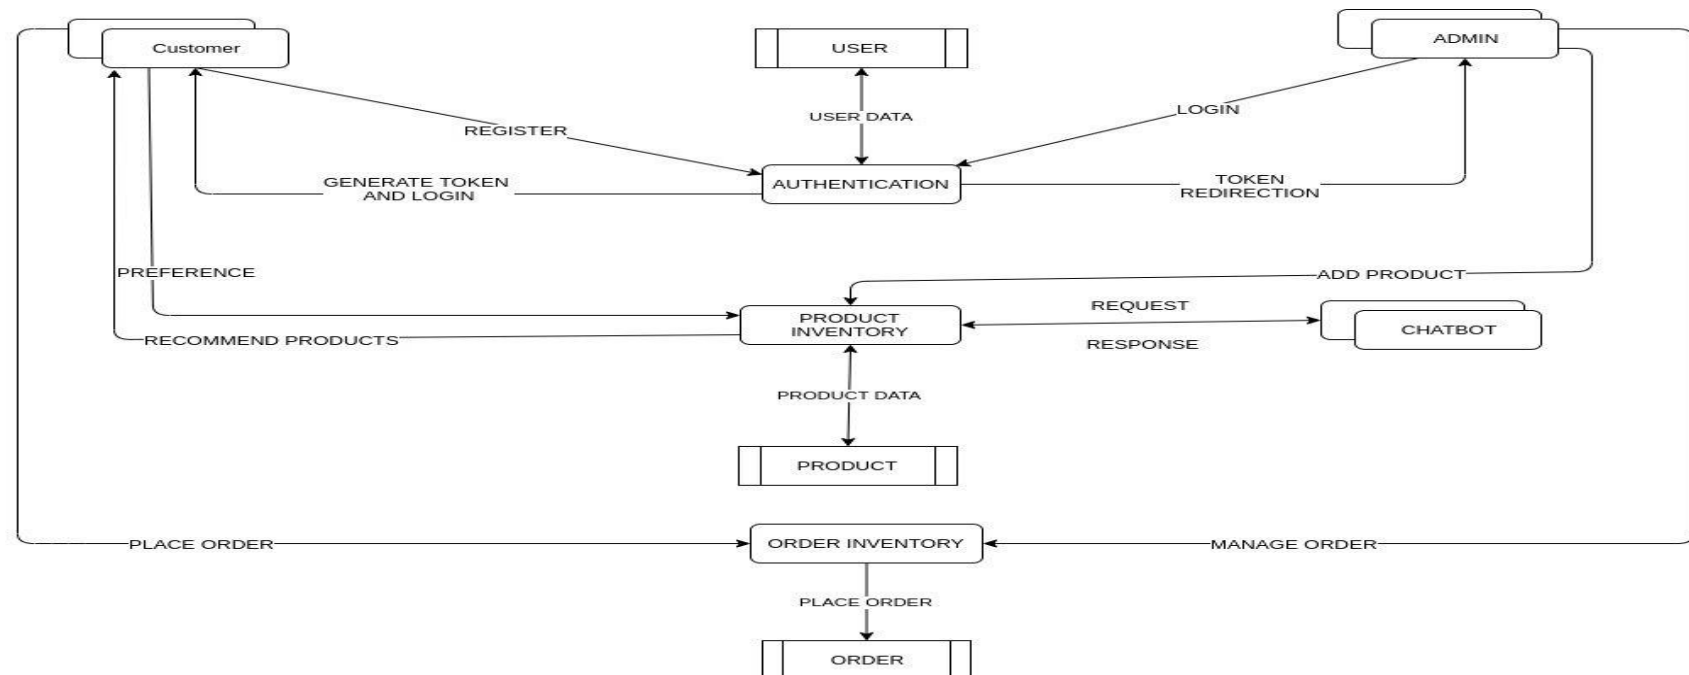 Customer
USER
ADMIN
REGISTER
USER DATA
LOGIN
GENERATE TOKEN
AND LOGIN
AUTHENTICATION
TOKEN
REDIRECTION
PREFERENCE
ADD PRODUCT
RECOMMEND PRODUCTS
PRODUCT
INVENTORY
REQUEST
RESPONSE
CHATBOT
PRODUCT DATA
PRODUCT
PLACE ORDER
ORDER INVENTORY
MANAGE ORDER
PLACE ORDER
ORDER